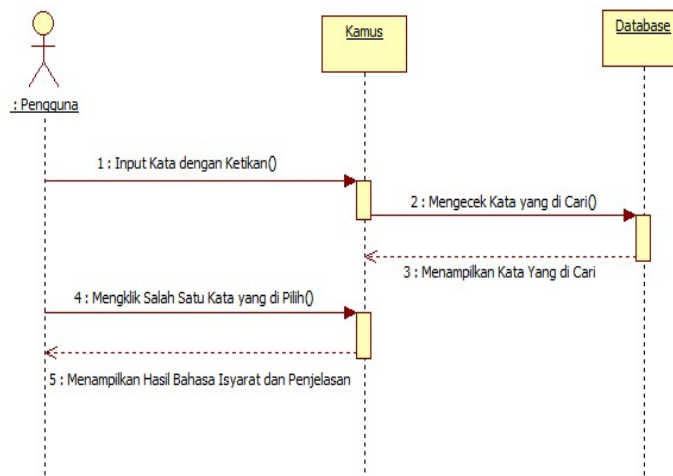 Kamus
Database
: Pengguna
1 : Input Kata dengan Ketikan()
2 : Mengecek Kata yang di Cari()
3 : Menampilkan Kata Yang di Cari
4 : Mengklik Salah Satu Kata yang di Pilih()
5 : Menampilkan Hasil Bahasa Isyarat dan Penjelasan